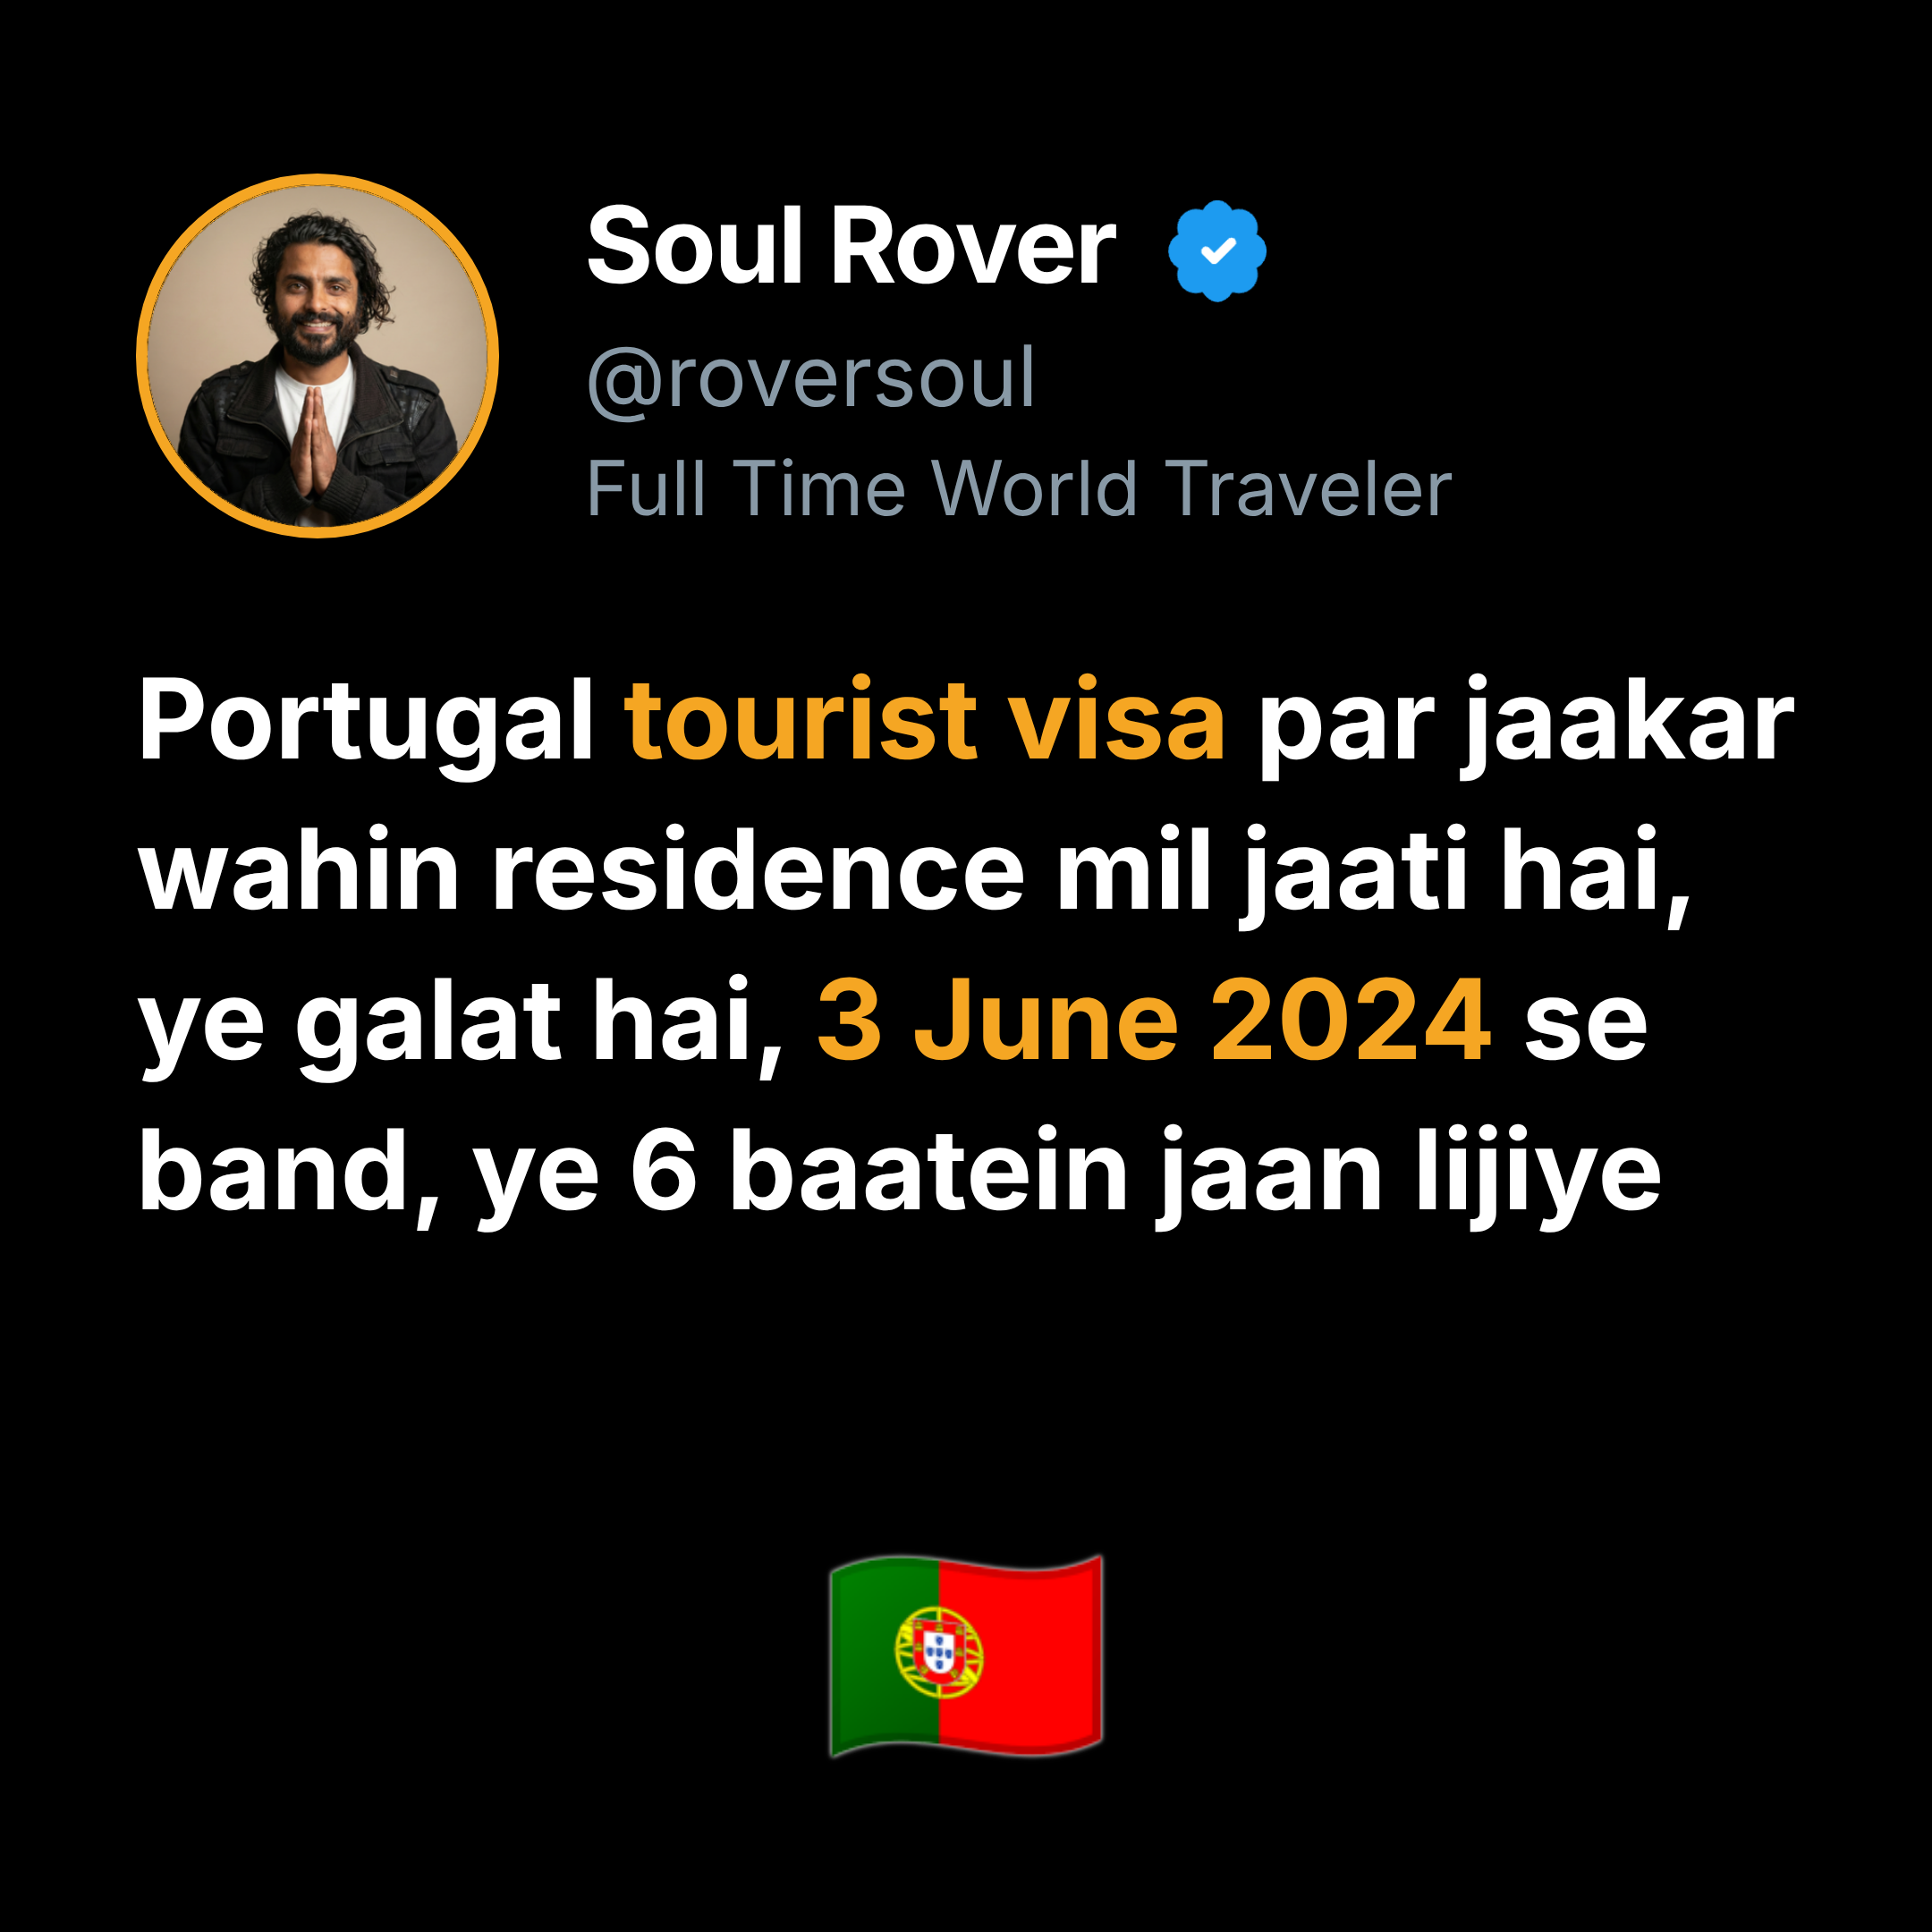 Soul Rover
@roversoul
Full Time World Traveler
Portugal tourist visa par jaakar
wahin residence mil jaati hai,
ye galat hai, 3 June 2024 se
band, ye 6 baatein jaan lijiye